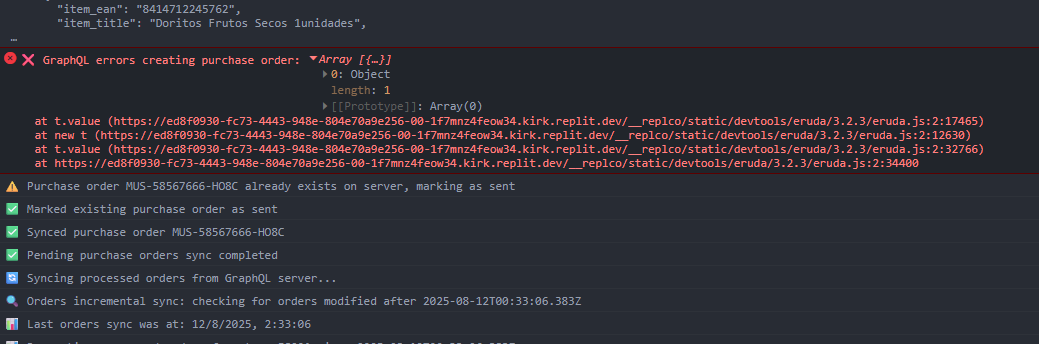 "item_ean": "8414712245762",
"item_title": "Doritos Frutos Secos 1unidades",
…
GraphQL errors creating purchase order: ▼Array [{…}]
▶0: Object
length: 1
▶[[Prototype]]: Array(0)
at t.value (https://ed8f0930-fc73-4443-948e-804e70a9e256-00-1f7mnz4feow34.kirk.replit.dev/__replco/static/devtools/eruda/3.2.3/eruda.js:2:17465)
at new t (https://ed8f0930-fc73-4443-948e-804e70a9e256-00-1f7mnz4feow34.kirk.replit.dev/__replco/static/devtools/eruda/3.2.3/eruda.js:2:12630)
at t.value (https://ed8f0930-fc73-4443-948e-804e70a9e256-00-1f7mnz4feow34.kirk.replit.dev/__replco/static/devtools/eruda/3.2.3/eruda.js:2:32766)
at https://ed8f0930-fc73-4443-948e-804e70a9e256-00-1f7mnz4feow34.kirk.replit.dev/__replco/static/devtools/eruda/3.2.3/eruda.js:2:34400
Purchase order MUS-58567666-HO8C already exists on server, marking as sent
Marked existing purchase order as sent
Synced purchase order MUS-58567666-HO8C
Pending purchase orders sync completed
Syncing processed orders from GraphQL server...
Orders incremental sync: checking for orders modified after 2025-08-12T00:33:06.383Z
Last orders sync was at: 12/8/2025, 2:33:06